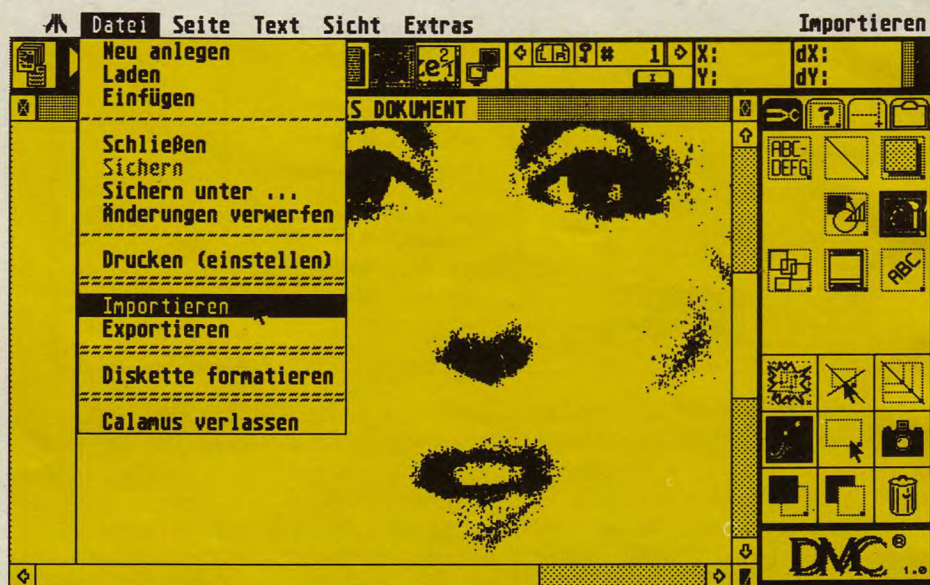 Datei Seite Text Sicht Extras Importieren
Neu anlegen
Laden
Einfügen
Schließen
Sichern
Sichern unter ...
Änderungen verwerfen
Drucken (einstellen)
Importieren
Exportieren
Diskette formatieren
Calamus verlassen
LR # 1 X: dX:
I Y: dY:
S DOKUMENT
?
ABC-
DEFG
ABC
DMC ® 1.0